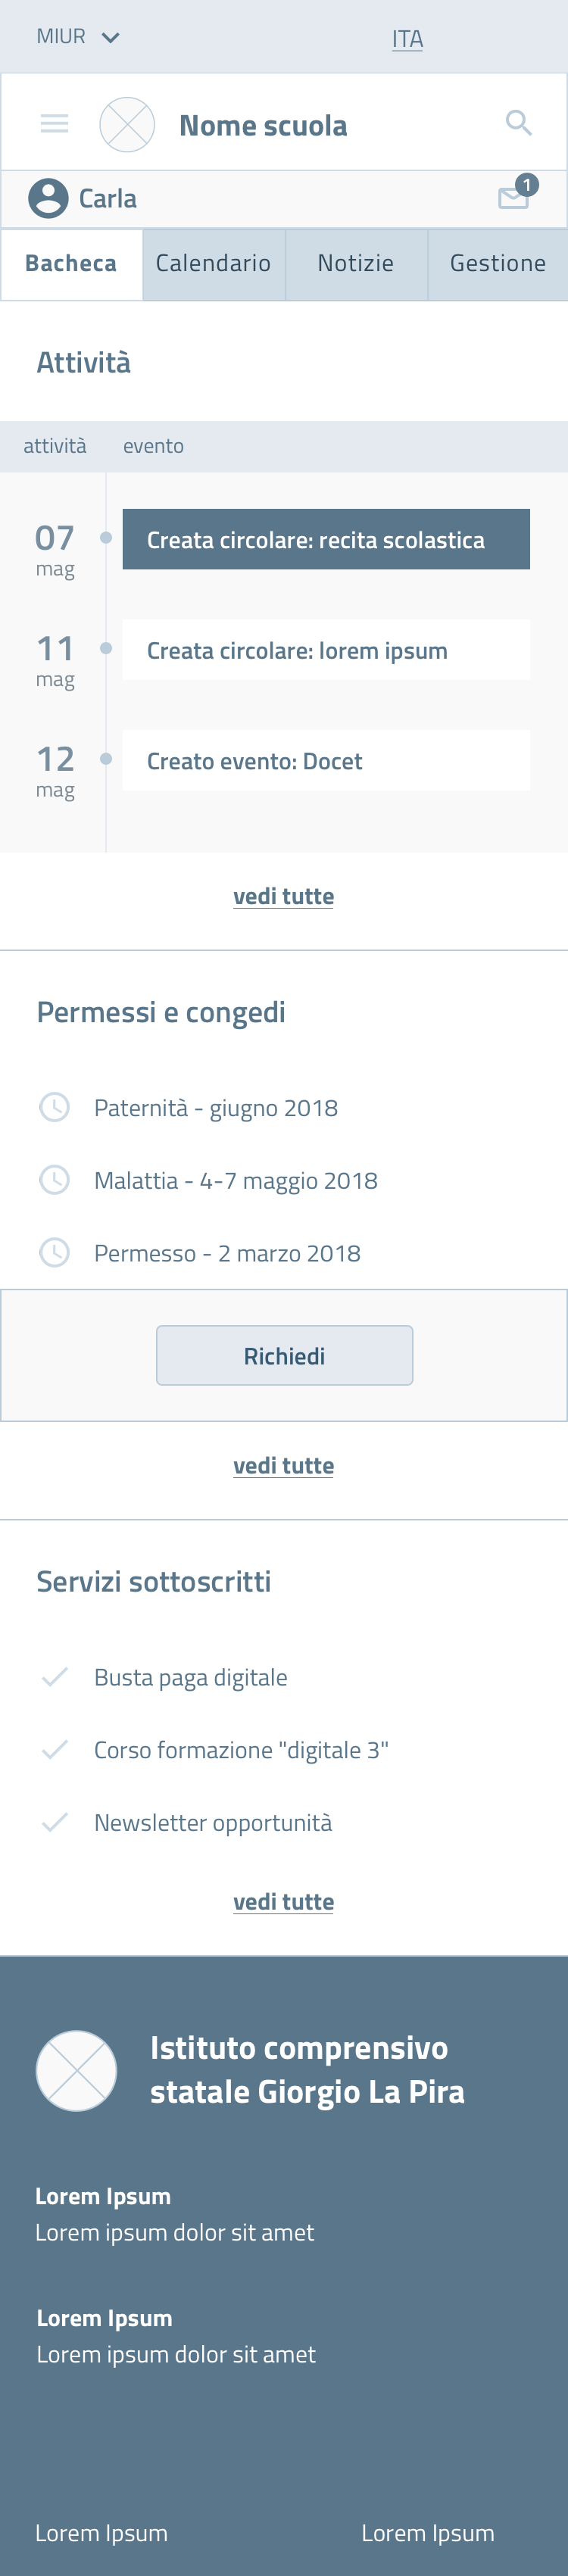 MIUR
ITA
Nome scuola
Carla
1
Bacheca
Calendario
Notizie
Gestione
Attività
attività
evento
07
mag
Creata circolare: recita scolastica
11
mag
Creata circolare: lorem ipsum
12
mag
Creato evento: Docet
vedi tutte
Permessi e congedi
Paternità - giugno 2018
Malattia - 4-7 maggio 2018
Permesso - 2 marzo 2018
Richiedi
vedi tutte
Servizi sottoscritti
Busta paga digitale
Corso formazione "digitale 3"
Newsletter opportunità
vedi tutte
Istituto comprensivo
statale Giorgio La Pira
Lorem Ipsum
Lorem ipsum dolor sit amet
Lorem Ipsum
Lorem ipsum dolor sit amet
Lorem Ipsum
Lorem Ipsum